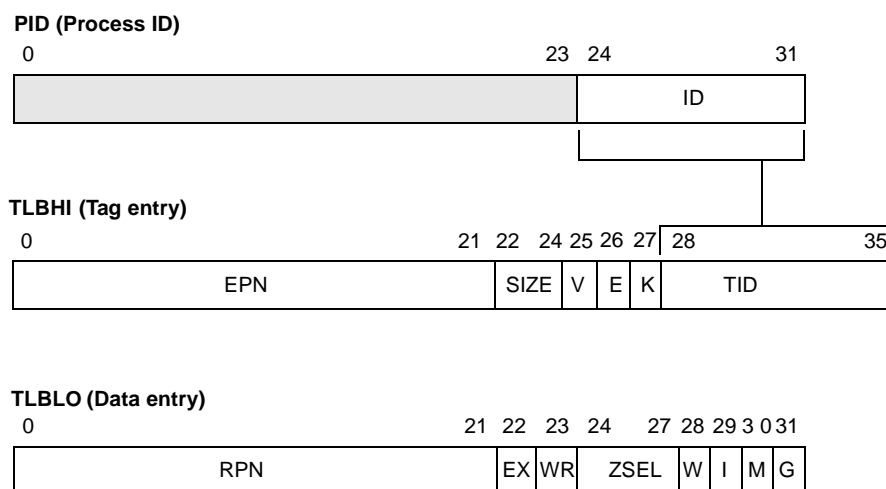 PID (Process ID)
0 23 24 31
ID
TLBHI (Tag entry)
0 21 22 24 25 26 27 28 35
EPN SIZE V E K TID
TLBLO (Data entry)
0 21 22 23 24 27 28 29 3 0 31
RPN EX WR ZSEL W I M G